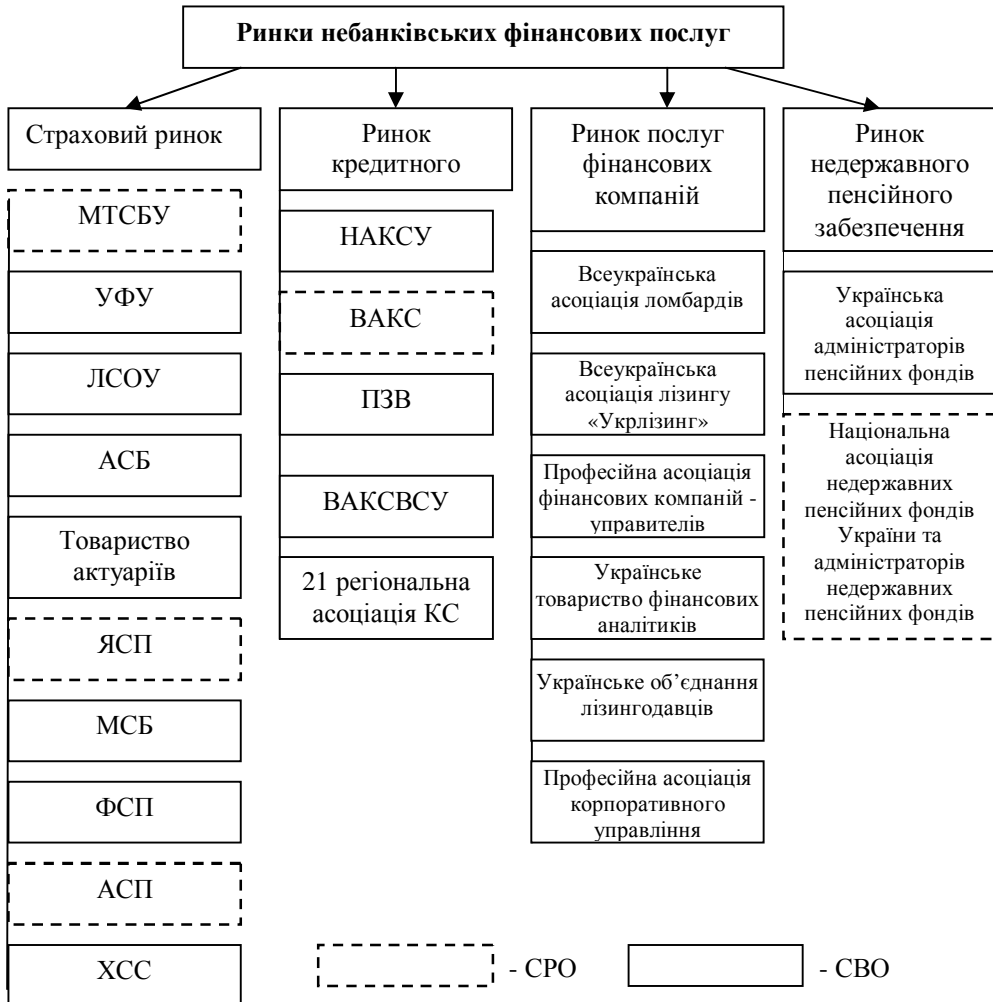 Ринки небанківських фінансових послуг
Страховий ринок
МТСБУ
УФУ
ЛСОУ
АСБ
Товариство
актуаріїв
ЯСП
МСБ
ФСП
АСП
ХСС
Ринок
кредитного
НАКСУ
ВАКС
ПЗВ
ВАКСВСУ
21 регіональна
асоціація КС
Ринок послуг
фінансових
компаній
Всеукраїнська
асоціація ломбардів
Всеукраїнська
асоціація лізингу
«Укрлізинг»
Професійна асоціація
фінансових компаній -
управителів
Українське
товариство фінансових
аналітиків
Українське об’єднання
лізингодавців
Професійна асоціація
корпоративного
управління
Ринок
недержавного
пенсійного
забезпечення
Українська
асоціація
адміністраторів
пенсійних фондів
Національна
асоціація
недержавних
пенсійних фондів
України та
адміністраторів
недержавних
пенсійних фондів
- СРО
- СВО